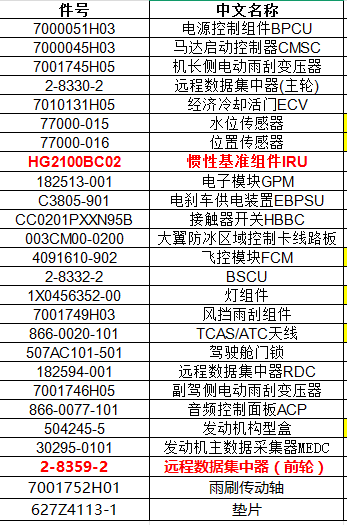 件号 中文名称
7000051H03 电源控制组件BPCU
7000045H03 马达启动控制器CMSC
7001745H05 机长侧电动雨刮变压器
2-8330-2 远程数据集中器(主轮)
7010131H05 经济冷却活门ECV
77000-015 水位传感器
77000-016 位置传感器
HG2100BC02 惯性基准组件IRU
182513-001 电子模块GPM
C3805-901 电刹车供电装置EBPSU
CC0201PXXN95B 接触器开关HBBC
003CM00-0200 大翼防冰区域控制卡线路板
4091610-902 飞控模块FCM
2-8332-2 BSCU
1X0456352-00 灯组件
7001749H03 风挡雨刮组件
866-0020-101 TCAS/ATC天线
507AC101-501 驾驶舱门锁
182594-001 远程数据集中器RDC
7001746H05 副驾侧电动雨刮变压器
866-0077-101 音频控制面板ACP
504245-5 发动机构型盒
30295-0101 发动机主数据采集器MEDC
2-8359-2 远程数据集中器（前轮）
7001752H01 雨刷传动轴
627Z4113-1 垫片